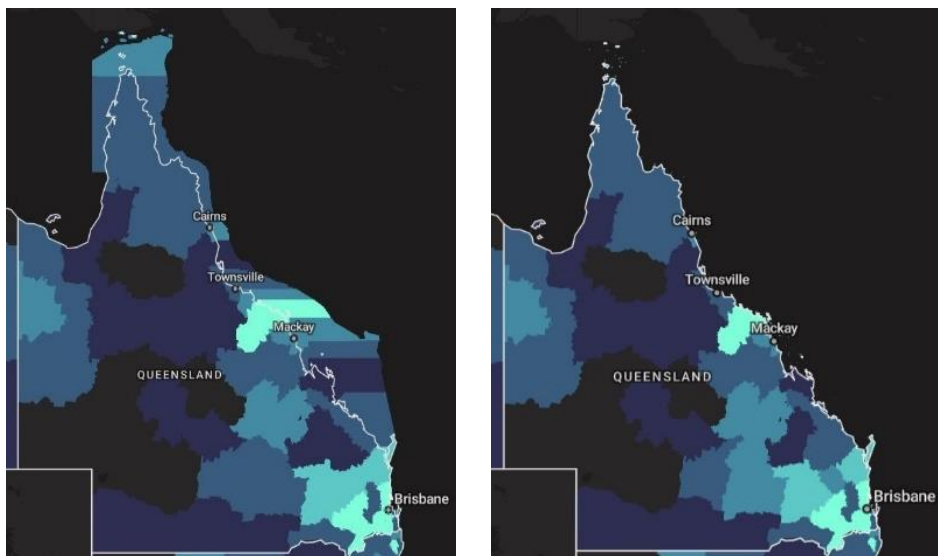 Cairns
Townsville
Mackay
QUEENSLAND
Brisbane
Cairns
Townsville
Mackay
QUEENSLAND
Brisbane